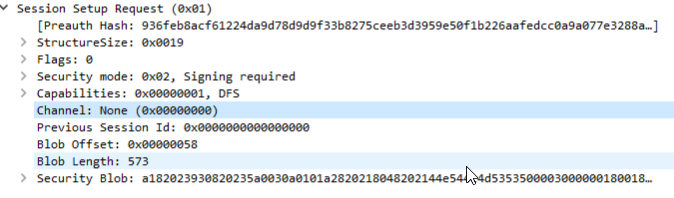 Session Setup Request (0x01)
[Preauth Hash: 936feb8acf61224da9d78d9d9f33b8275ceeb3d3959e50f1b226aafedcc0a9a077e3288a…]
StructureSize: 0x0019
Flags: 0
Security mode: 0x02, Signing required
Capabilities: 0x00000001, DFS
Channel: None (0x00000000)
Previous Session Id: 0x0000000000000000
Blob Offset: 0x00000058
Blob Length: 573
Security Blob: